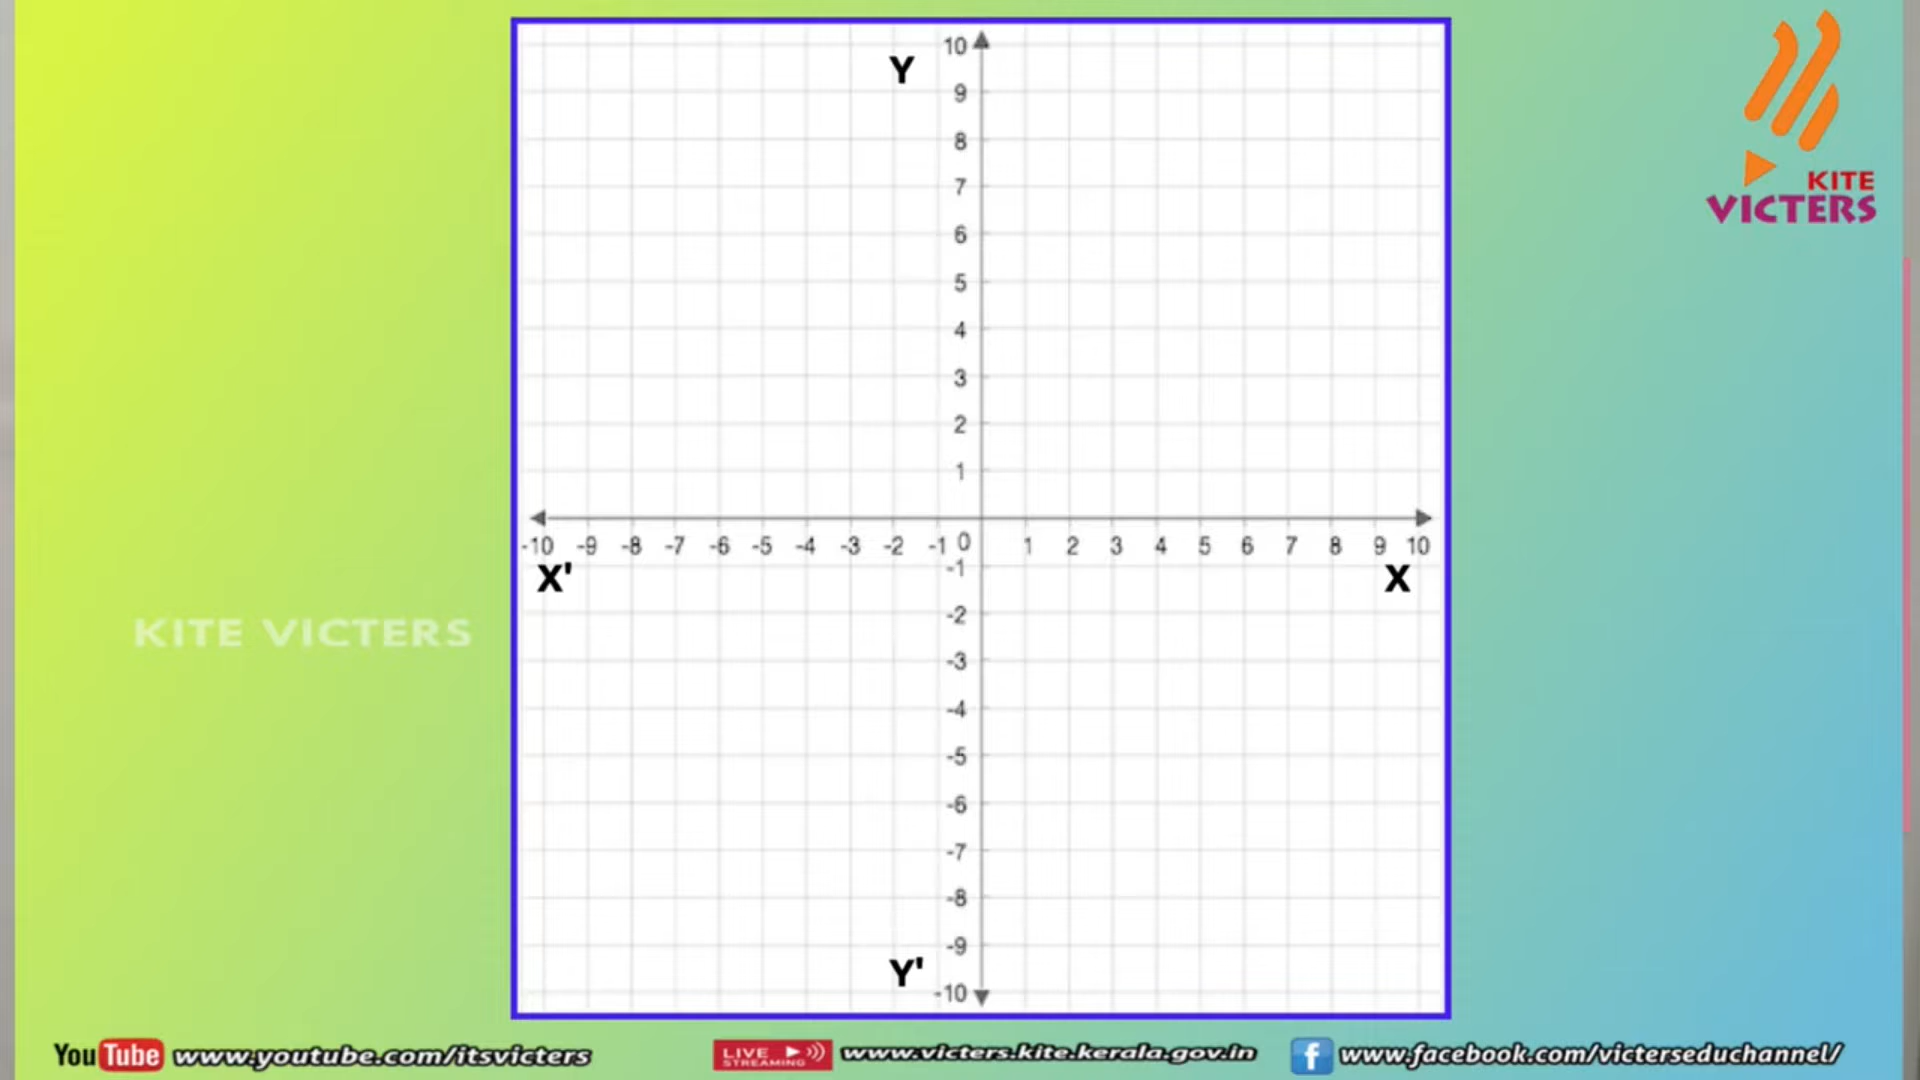 Y
10
9
8
7
6
5
4
3
2
1
-10 -9 -8 -7 -6 -5 -4 -3 -2 -1 0 1 2 3 4 5 6 7 8 9 10
X' X
-1
-2
-3
-4
-5
-6
-7
-8
-9
-10
Y'
KITE
VICTERS
KITE VICTERS
YouTube www.youtube.com/itsvicters
LIVE STREAMING www.victers.kite.kerala.gov.in
f www.facebook.com/victerseduchannel/